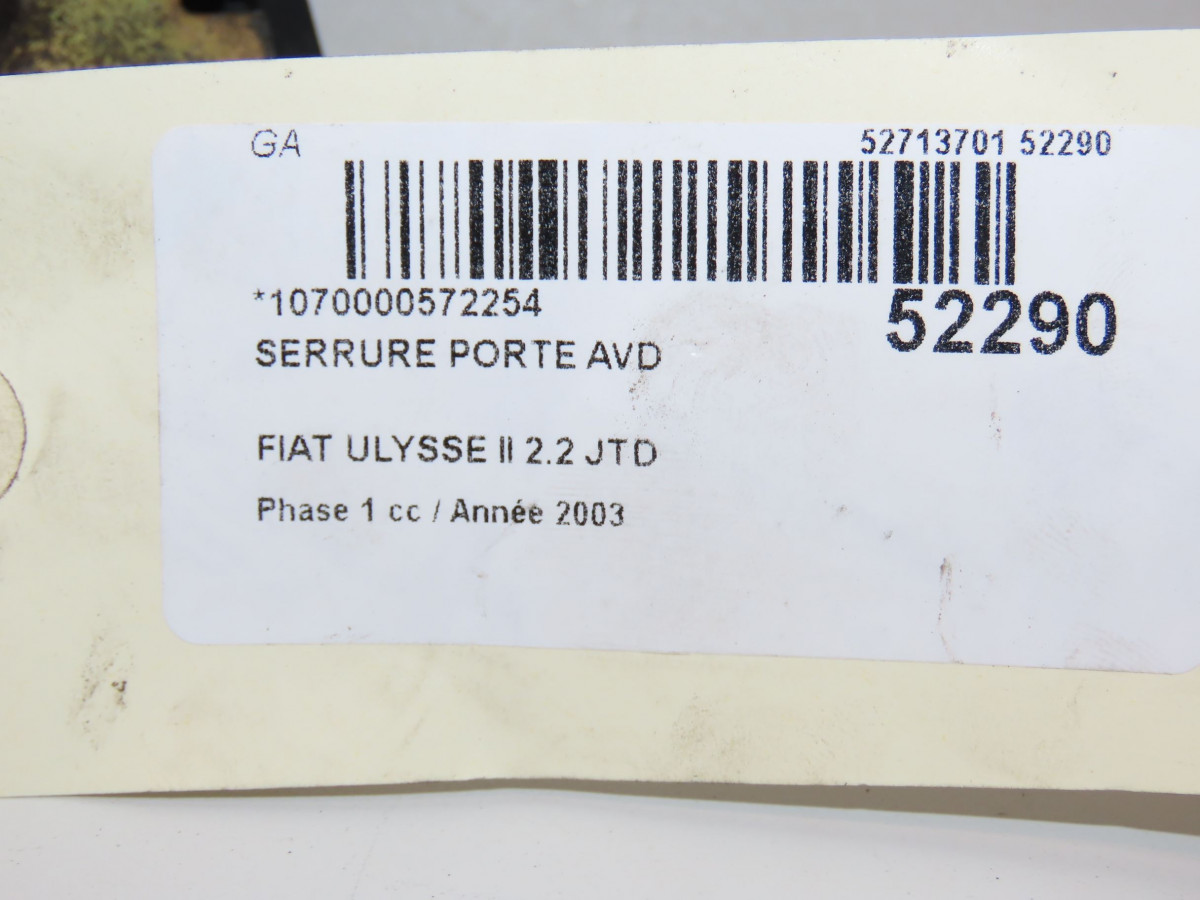 GA 52713701 52290
*1070000572254
52290
SERRURE PORTE AVD
FIAT ULYSSE II 2.2 JTD
Phase 1 cc / Année 2003